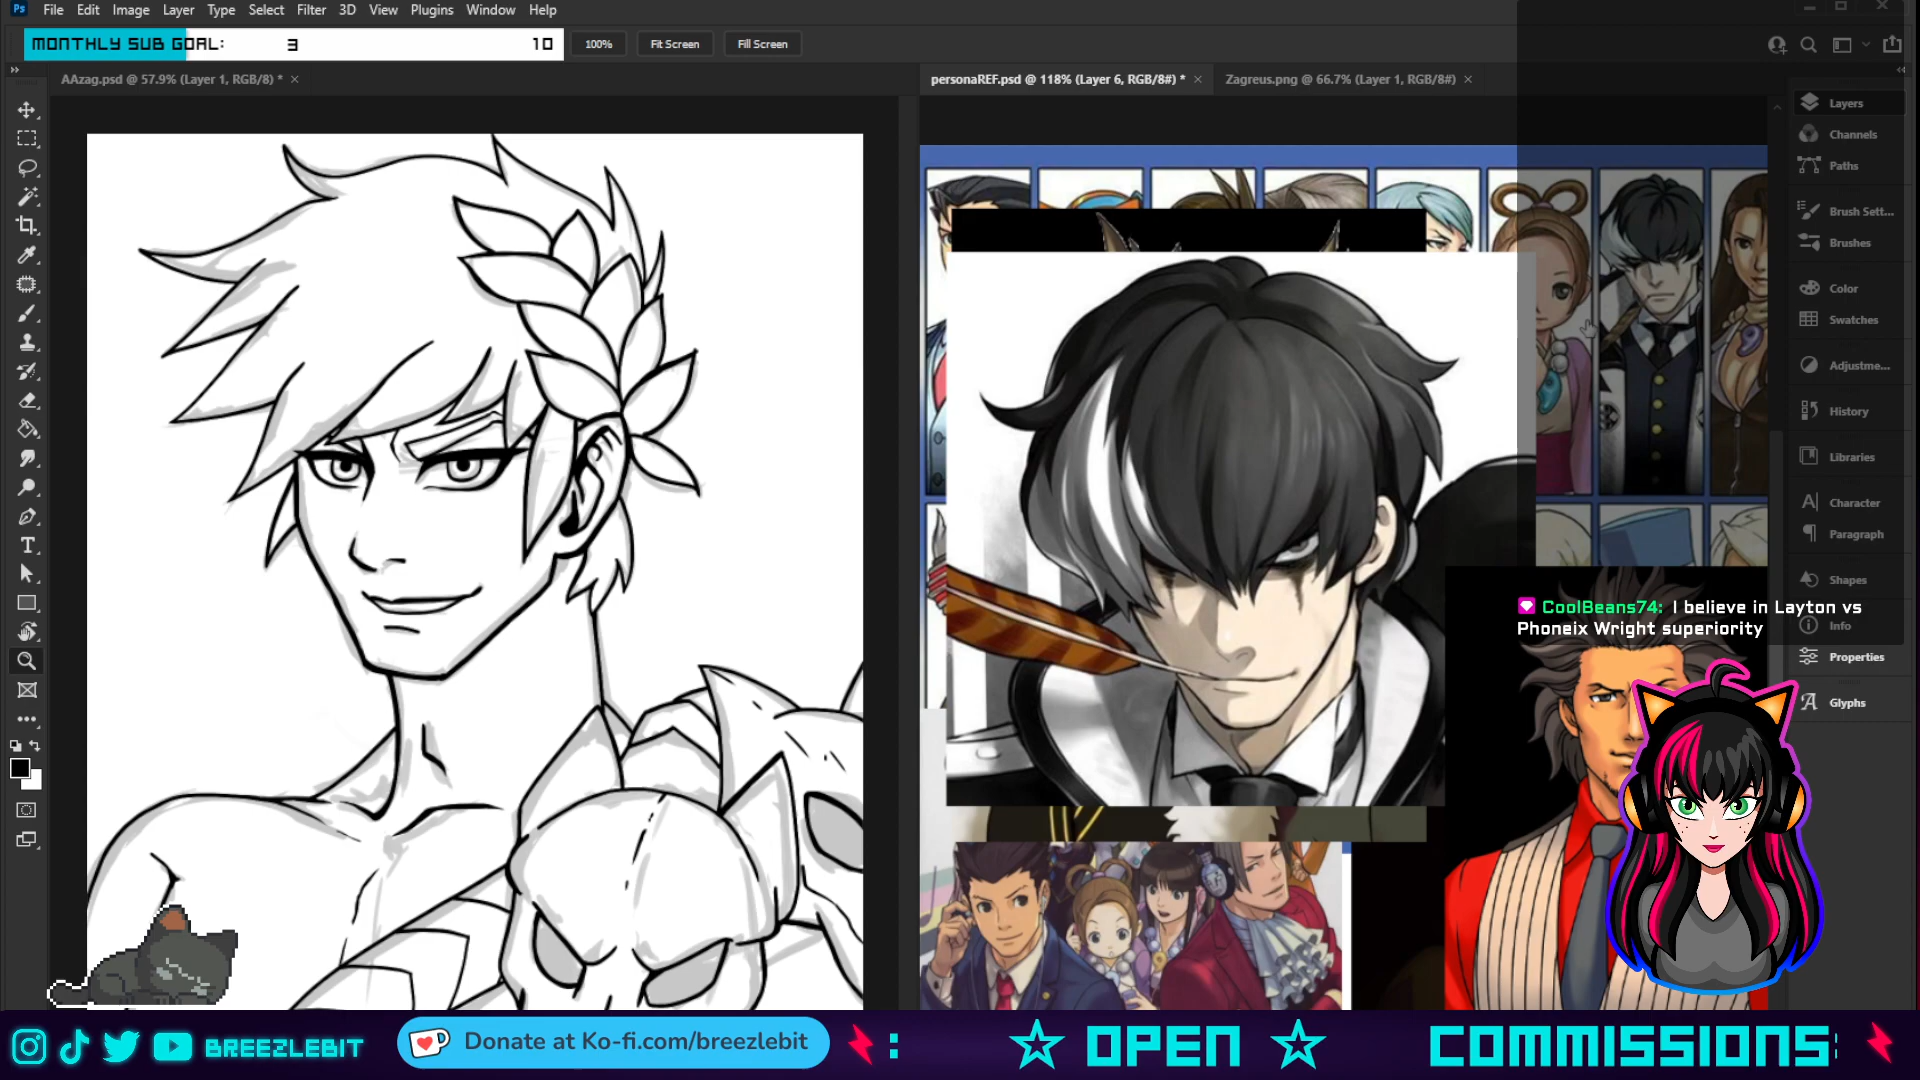 Ps File Edit Image Layer Type Select Filter 3D View Plugins Window Help
MONTHLY SUB GOAL: 3 10 100% Fit Screen Fill Screen
AAzag.psd @ 57.9% (Layer 1, RGB/8) * × personaREF.psd @ 118% (Layer 6, RGB/8#) * × Zagreus.png @ 66.7% (Layer 1, RGB/8#) ×
Layers
Channels
Paths
Brush Sett...
Brushes
Color
Swatches
Adjustme...
History
Libraries
Character
Paragraph
Shapes
CoolBeans74: I believe in Layton vs
Phoneix Wright superiority
Info
Properties
Glyphs
BREEZLEBIT Donate at Ko-fi.com/breezlebit : ☆ OPEN ☆ COMMISSIONS: